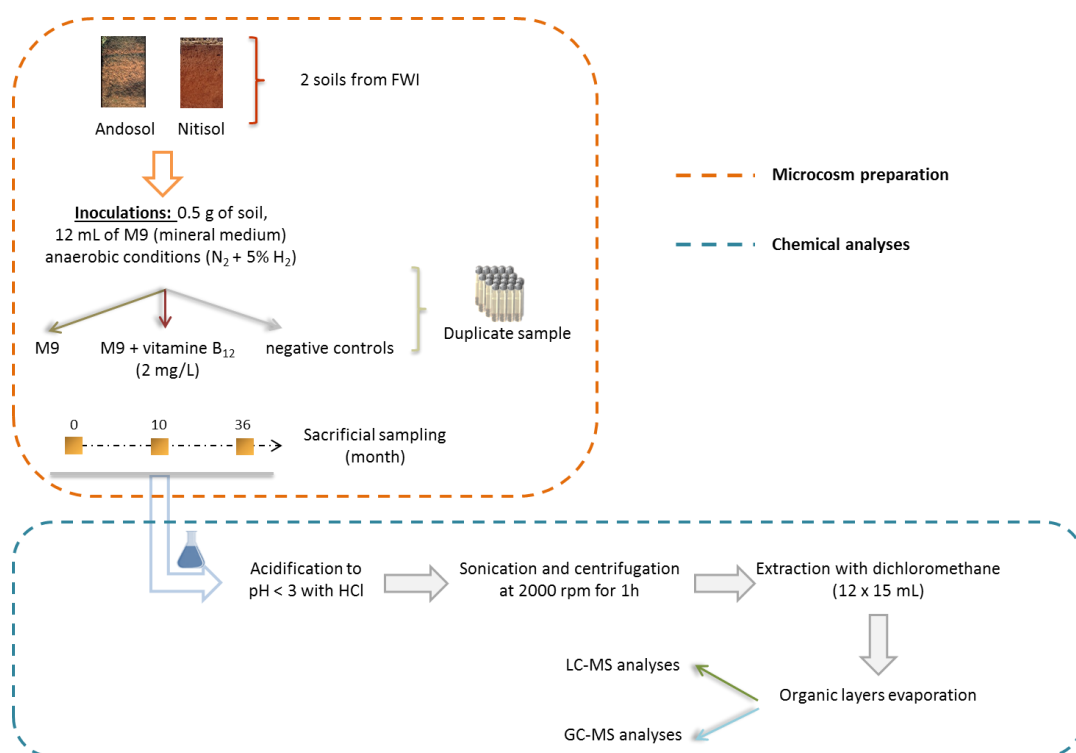 2 soils from FWI
Andosol
Nitisol
Inoculations: 0.5 g of soil,
12 mL of M9 (mineral medium)
anaerobic conditions (N₂ + 5% H₂)
M9
M9 + vitamine B₁₂
(2 mg/L)
negative controls
Duplicate sample
0
10
36
Sacrificial sampling
(month)
Microcosm preparation
Chemical analyses
Acidification to
pH < 3 with HCl
Sonication and centrifugation
at 2000 rpm for 1h
Extraction with dichloromethane
(12 x 15 mL)
Organic layers evaporation
LC-MS analyses
GC-MS analyses